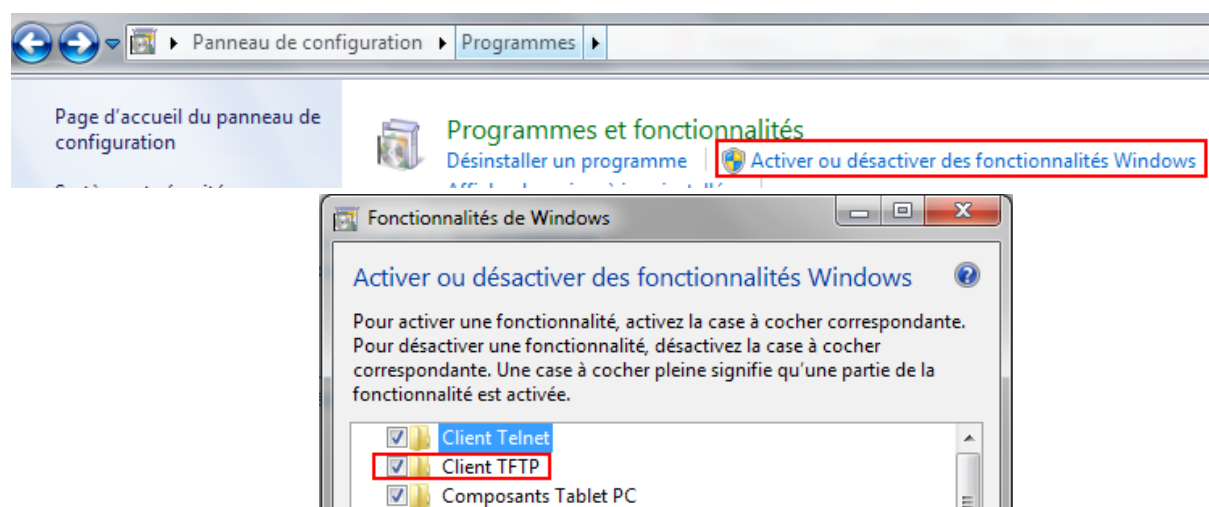 Panneau de configuration Programmes
Page d'accueil du panneau de
configuration
Programmes et fonctionnalités
Désinstaller un programme Activer ou désactiver des fonctionnalités Windows
Fonctionnalités de Windows
Activer ou désactiver des fonctionnalités Windows
Pour activer une fonctionnalité, activez la case à cocher correspondante.
Pour désactiver une fonctionnalité, désactivez la case à cocher
correspondante. Une case à cocher pleine signifie qu'une partie de la
fonctionnalité est activée.
Client Telnet
Client TFTP
Composants Tablet PC